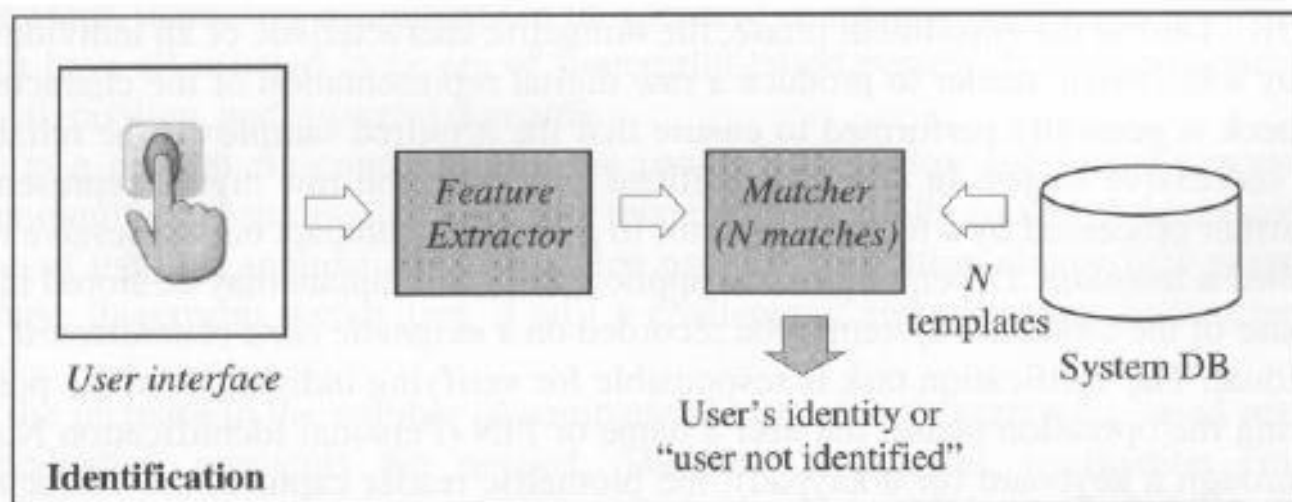 Feature
Extractor
Matcher
(N matches)
N
templates
User interface
System DB
User's identity or
“user not identified”
Identification